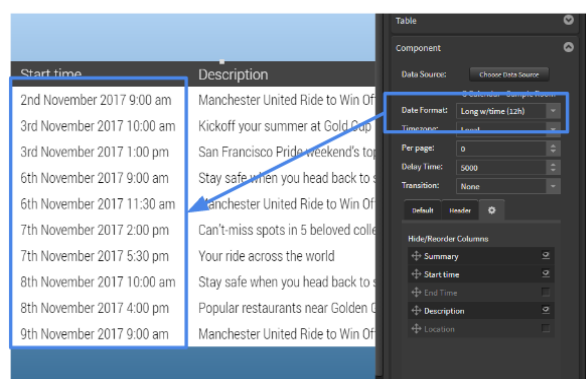 Table
Component
Data Source: Choose Data Source
Calendar - Sample Room
Date Format: Long w/time (12h)
Timezone: Local
Per page: 0
Delay Time: 5000
Transition: None
Default Header
Hide/Reorder Columns
Summary
Start time
End Time
Description
Location
Start time Description
2nd November 2017 9:00 am Manchester United Ride to Win Of
3rd November 2017 10:00 am Kickoff your summer at Gold Cup
3rd November 2017 1:00 pm San Francisco Pride weekend's top
6th November 2017 9:00 am Stay safe when you head back to s
6th November 2017 11:30 am Manchester United Ride to Win Of
7th November 2017 2:00 pm Can't-miss spots in 5 beloved colle
7th November 2017 5:30 pm Your ride across the world
8th November 2017 10:00 am Stay safe when you head back to s
8th November 2017 4:00 pm Popular restaurants near Golden G
9th November 2017 9:00 am Manchester United Ride to Win Of